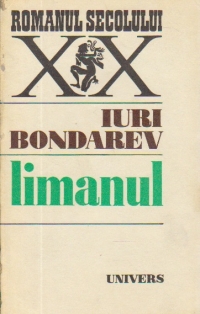 ROMANUL SECOLULUI
XX
IURI
BONDAREV
limanul
UNIVERS